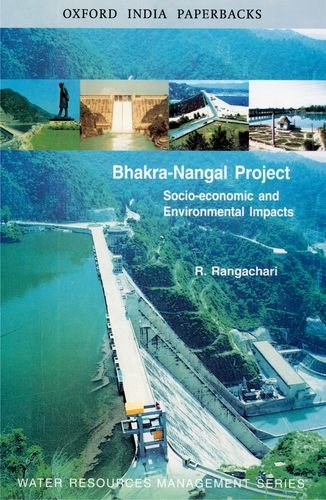 OXFORD INDIA PAPERBACKS
Bhakra-Nangal Project
Socio-economic and
Environmental Impacts
R. Rangachari
WATER RESOURCES MANAGEMENT SERIES